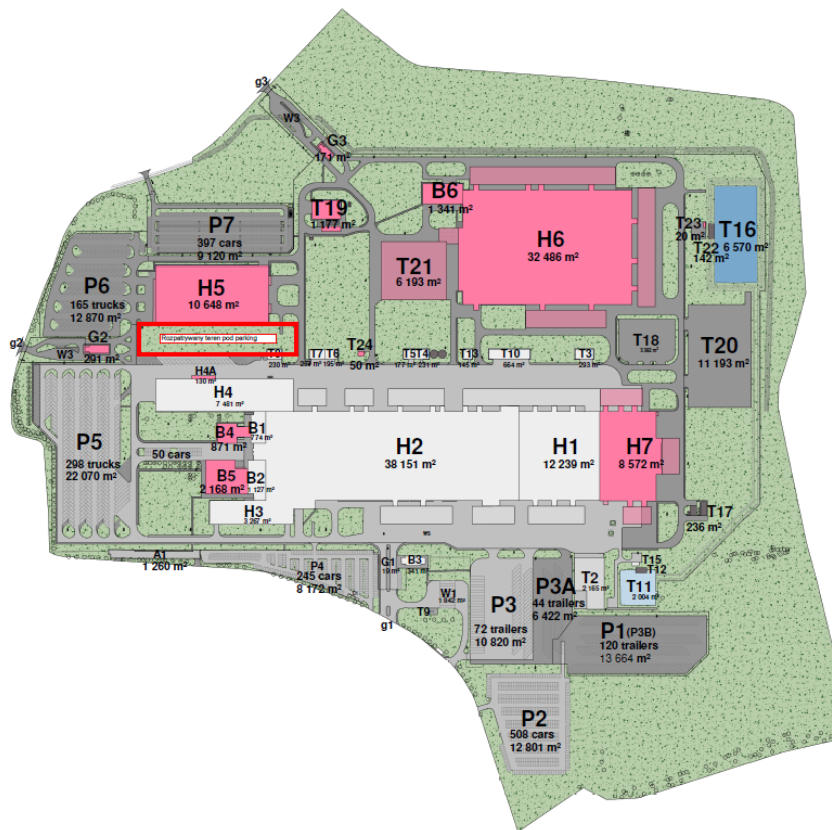 g3
W3
G3
171 m²
B6
1 341 m²
T19
1 177 m²
P7
397 cars
9 120 m²
H6
32 486 m²
T23
20 m²
T22
142 m²
T16
6 570 m²
T21
6 193 m²
P6
165 trucks
12 870 m²
H5
10 648 m²
G2
291 m²
g2
W3
Rozpatrywany teren pod parking
230 m²
T7
T6
195 m²
T24
50 m²
T5
T4
177 m²
231 m²
T13
145 m²
T10
664 m²
T3
293 m²
T18
T20
11 193 m²
H4A
130 m²
H4
7 481 m²
P5
298 trucks
22 070 m²
B4
871 m²
B1
774 m²
50 cars
B5
2 168 m²
B2
1 127 m²
H3
3 267 m²
H2
38 151 m²
H1
12 239 m²
H7
8 572 m²
T17
236 m²
A1
1 260 m²
P4
245 cars
8 172 m²
G1
19 m²
B3
341 m²
W1
1 842 m²
T9
g1
P3
72 trailers
10 820 m²
P3A
44 trailers
6 422 m²
T2
2 165 m²
T15
T12
T11
2 004 m²
P1 (P3B)
120 trailers
13 664 m²
P2
508 cars
12 801 m²